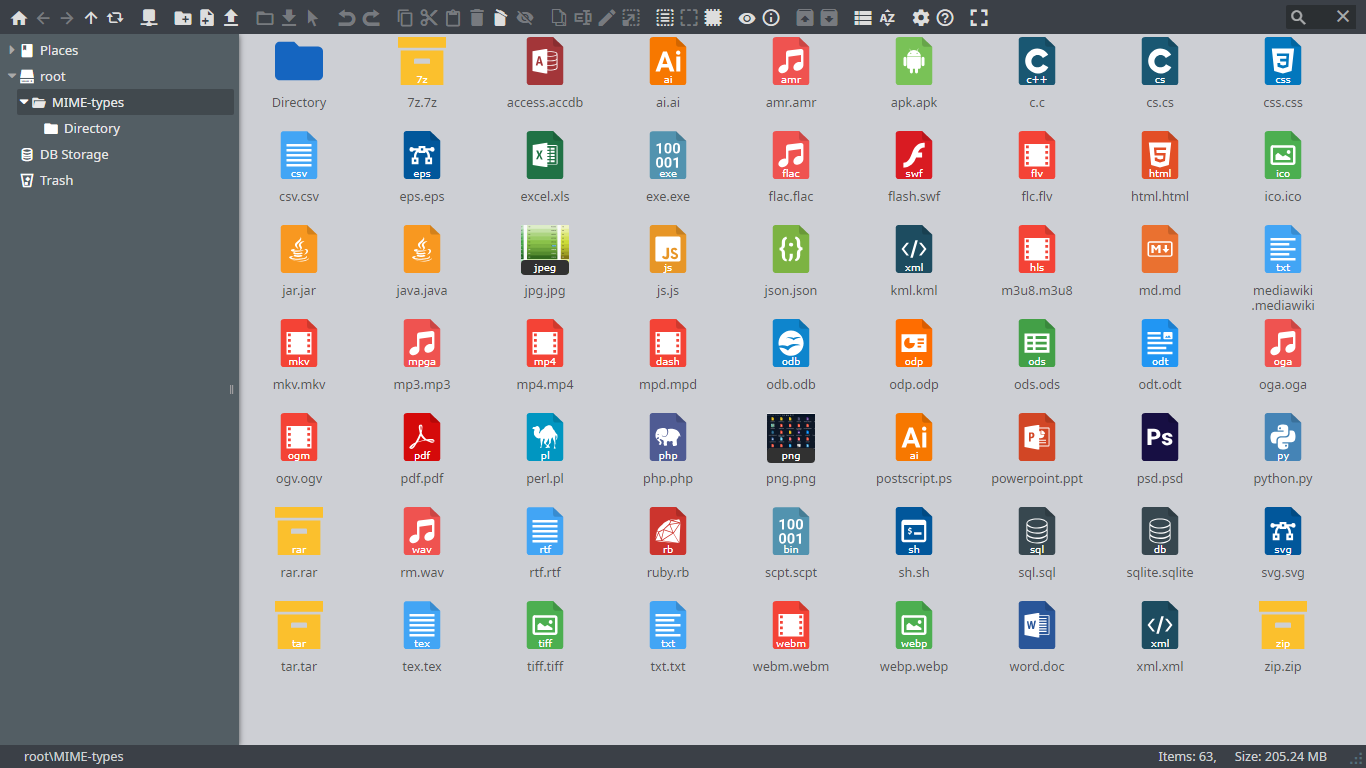 Places
root
MIME-types
Directory
DB Storage
Trash
7z
A
Ai
ai
amr
C
c++
C
cs
3
css
Directory
7z.7z
access.accdb
ai.ai
amr.amr
apk.apk
c.c
cs.cs
css.css
csv
eps
X
100
001
exe
flac
swf
flv
5
html
ico
csv.csv
eps.eps
excel.xls
exe.exe
flac.flac
flash.swf
flc.flv
html.html
ico.ico
jpeg
JS
js
{;}
</>
xml
hls
M
txt
jar.jar
java.java
jpg.jpg
js.js
json.json
kml.kml
m3u8.m3u8
md.md
mediawiki
.mediawiki
mkv
mpga
mp4
dash
odb
odp
ods
odt
oga
mkv.mkv
mp3.mp3
mp4.mp4
mpd.mpd
odb.odb
odp.odp
ods.ods
odt.odt
oga.oga
ogm
pdf
pl
php
png
Ai
ai
P
Ps
py
ogv.ogv
pdf.pdf
perl.pl
php.php
png.png
postscript.ps
powerpoint.ppt
psd.psd
python.py
rar
wav
rtf
rb
100
001
bin
$-
sh
sql
db
svg
rar.rar
rm.wav
rtf.rtf
ruby.rb
scpt.scpt
sh.sh
sql.sql
sqlite.sqlite
svg.svg
tar
tex
tiff
txt
webm
webp
W
</>
xml
zip
tar.tar
tex.tex
tiff.tiff
txt.txt
webm.webm
webp.webp
word.doc
xml.xml
zip.zip
root\MIME-types
Items: 63, Size: 205.24 MB